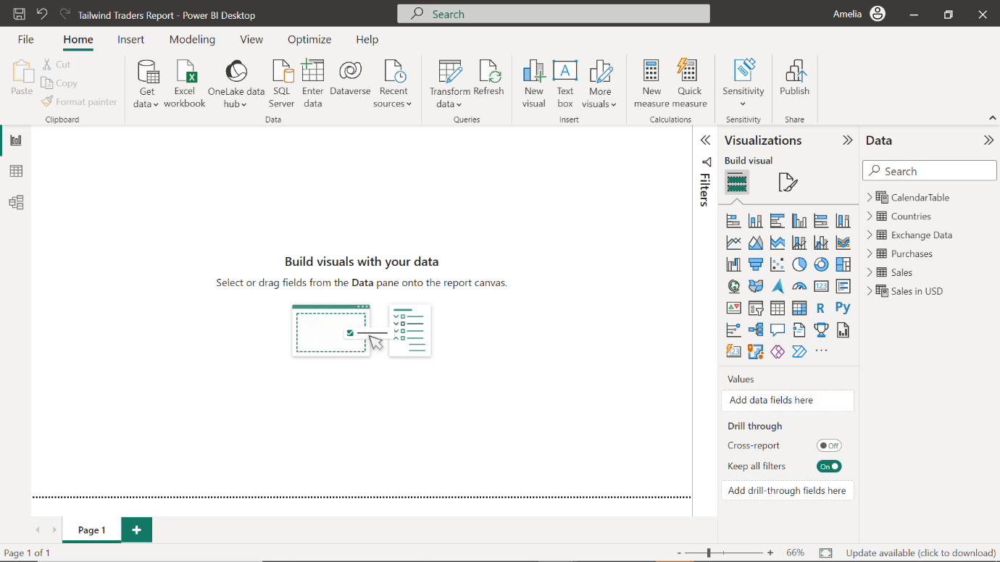 Tailwind Traders Report - Power BI Desktop
Search
Amelia
File Home Insert Modeling View Optimize Help
Paste
Cut
Copy
Format painter
Clipboard
Get
data
Excel
workbook
OneLake data
hub
SQL
Server
Enter
data
Dataverse
Recent
sources
Data
Transform
data
Refresh
Queries
New
visual
Text
box
More
visuals
Insert
New
measure
Quick
measure
Calculations
Sensitivity
Sensitivity
Publish
Share
Build visuals with your data
Select or drag fields from the Data pane onto the report canvas.
Filters
Visualizations
Build visual
123
R
Py
123
Values
Add data fields here
Drill through
Cross-report
Off
Keep all filters
On
Add drill-through fields here
Data
Search
CalendarTable
Countries
Exchange Data
Purchases
Sales
Sales in USD
Page 1
+
Page 1 of 1
- + 66%
Update available (click to download)